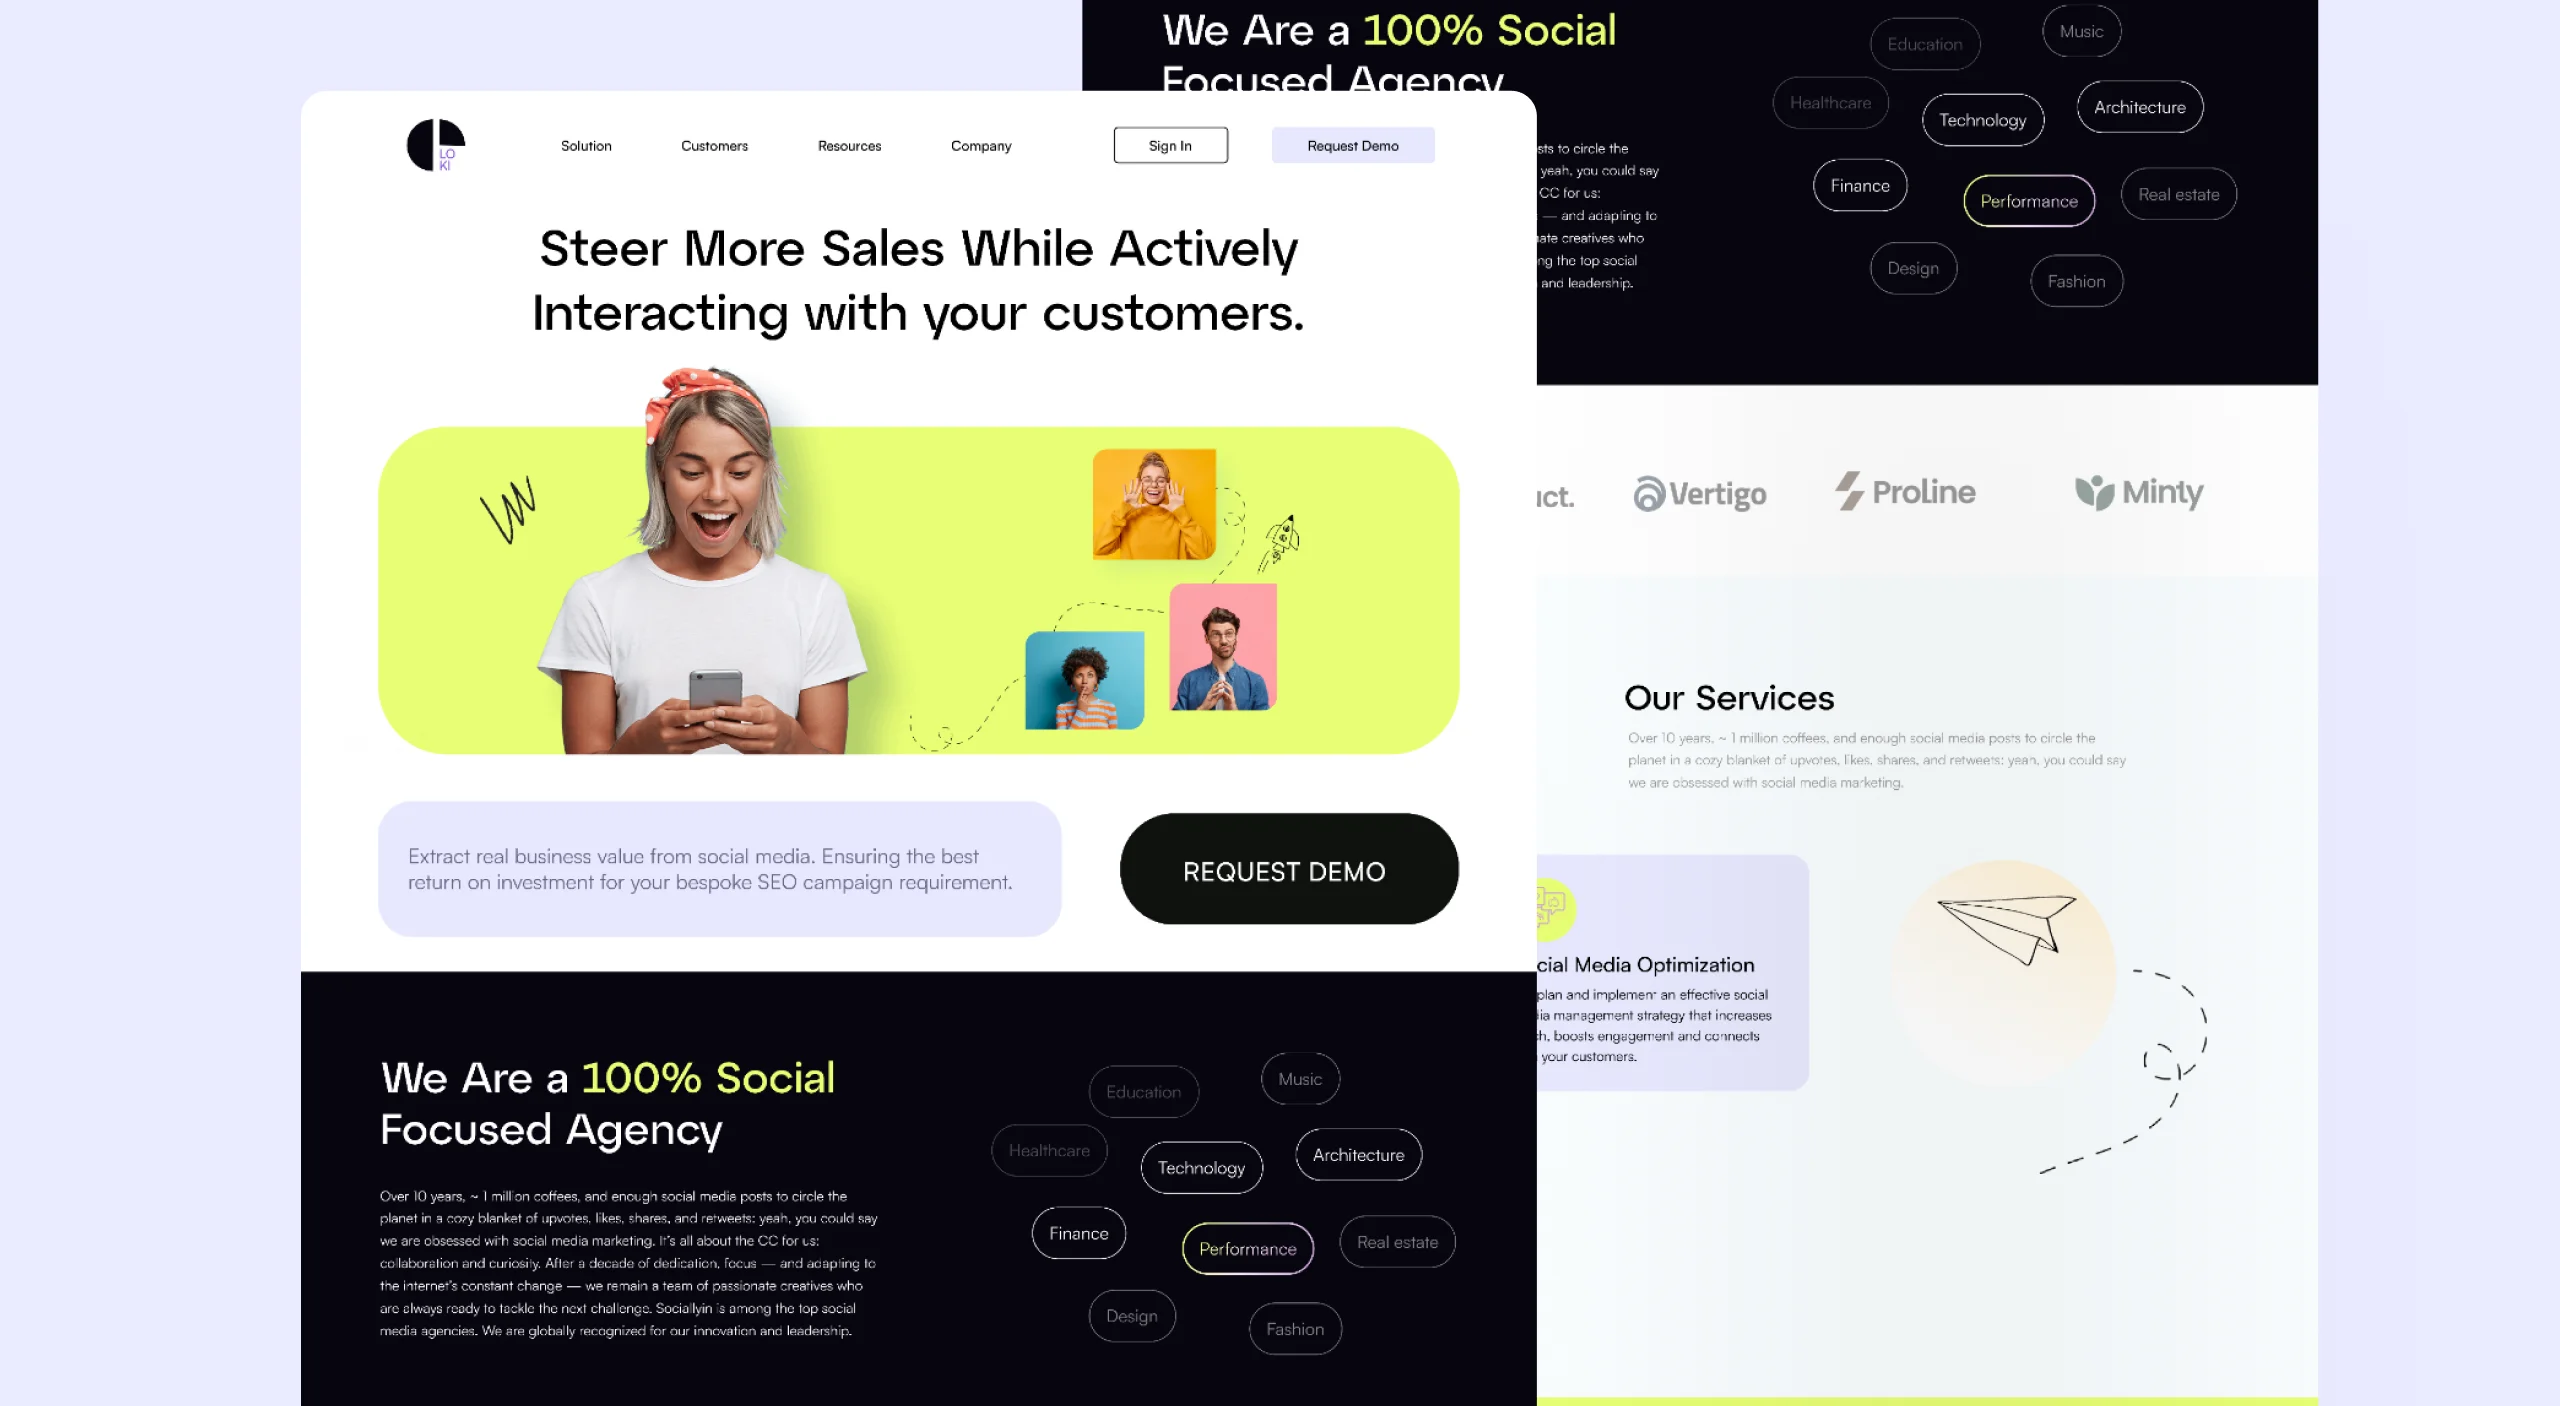 LO
KI
Solution
Customers
Resources
Company
Sign In
Request Demo
Steer More Sales While Actively
Interacting with your customers.
Extract real business value from social media. Ensuring the best
return on investment for your bespoke SEO campaign requirement.
REQUEST DEMO
We Are a 100% Social
Focused Agency
Over 10 years, ~ 1 million coffees, and enough social media posts to circle the
planet in a cozy blanket of upvotes, likes, shares, and retweets: yeah, you could say
we are obsessed with social media marketing. It's all about the CC for us:
collaboration and curiosity. After a decade of dedication, focus — and adapting to
the internet's constant change — we remain a team of passionate creatives who
are always ready to tackle the next challenge. Sociallyin is among the top social
media agencies. We are globally recognized for our innovation and leadership.
Education
Music
Healthcare
Technology
Architecture
Finance
Performance
Real estate
Design
Fashion
We Are a 100% Social
Focused Agency
to circle the
yeah, you could say
CC for us:
— and adapting to
creatives who
the top social
and leadership.
Education
Music
Healthcare
Technology
Architecture
Finance
Performance
Real estate
Design
Fashion
Vertigo
Proline
Minty
Our Services
Over 10 years, ~ 1 million coffees, and enough social media posts to circle the
planet in a cozy blanket of upvotes, likes, shares, and retweets: yeah, you could say
we are obsessed with social media marketing.
Media Optimization
plan and implement an effective social
management strategy that increases
boosts engagement and connects
your customers.